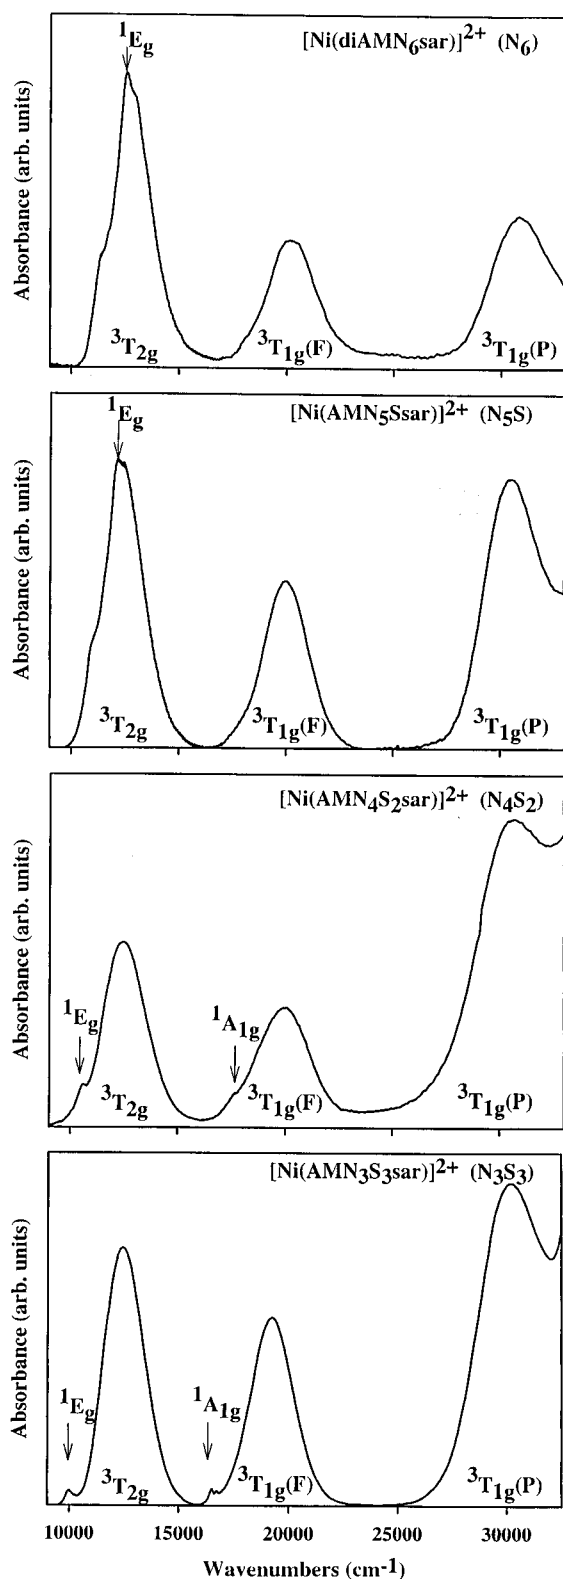 ¹Eg
[Ni(diAMN₆sar)]²⁺ (N₆)
Absorbance (arb. units)
³T₂g
³T₁g(F)
³T₁g(P)
¹Eg
[Ni(AMN₅Ssar)]²⁺ (N₅S)
Absorbance (arb. units)
³T₂g
³T₁g(F)
³T₁g(P)
[Ni(AMN₄S₂sar)]²⁺ (N₄S₂)
Absorbance (arb. units)
¹Eg
¹A₁g
³T₂g
³T₁g(F)
³T₁g(P)
[Ni(AMN₃S₃sar)]²⁺ (N₃S₃)
Absorbance (arb. units)
¹Eg
¹A₁g
³T₂g
³T₁g(F)
³T₁g(P)
10000 15000 20000 25000 30000
Wavenumbers (cm⁻¹)